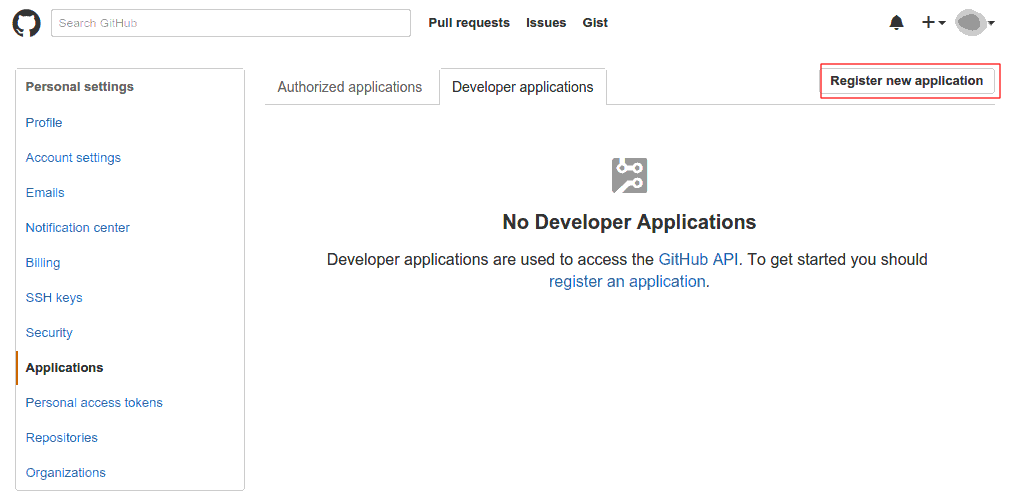 Search GitHub
Pull requests
Issues
Gist
Personal settings
Profile
Account settings
Emails
Notification center
Billing
SSH keys
Security
Applications
Personal access tokens
Repositories
Organizations
Authorized applications
Developer applications
Register new application
No Developer Applications
Developer applications are used to access the GitHub API. To get started you should
register an application.